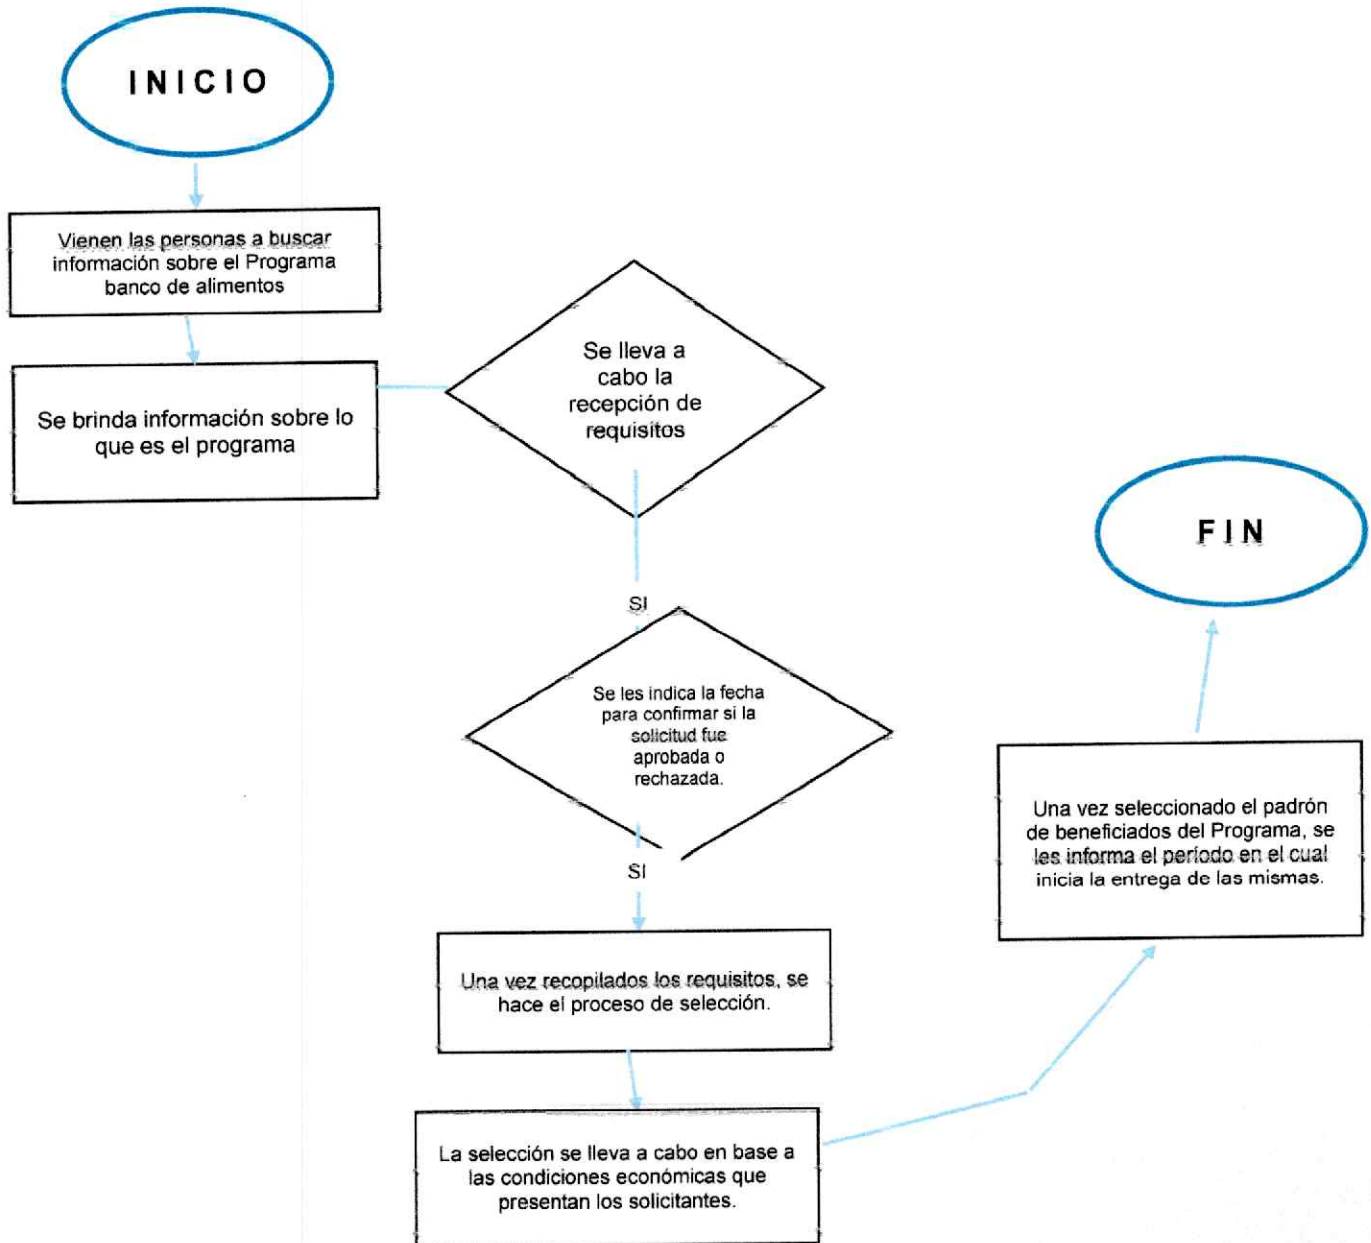 INICIO
Vienen las personas a buscar
información sobre el Programa
banco de alimentos
Se brinda información sobre lo
que es el programa
Se lleva a
cabo la
recepción de
requisitos
SI
Se les indica la fecha
para confirmar si la
solicitud fue
aprobada o
rechazada.
SI
Una vez recopilados los requisitos, se
hace el proceso de selección.
La selección se lleva a cabo en base a
las condiciones económicas que
presentan los solicitantes.
Una vez seleccionado el padrón
de beneficiados del Programa, se
les informa el período en el cual
inicia la entrega de las mismas.
FIN